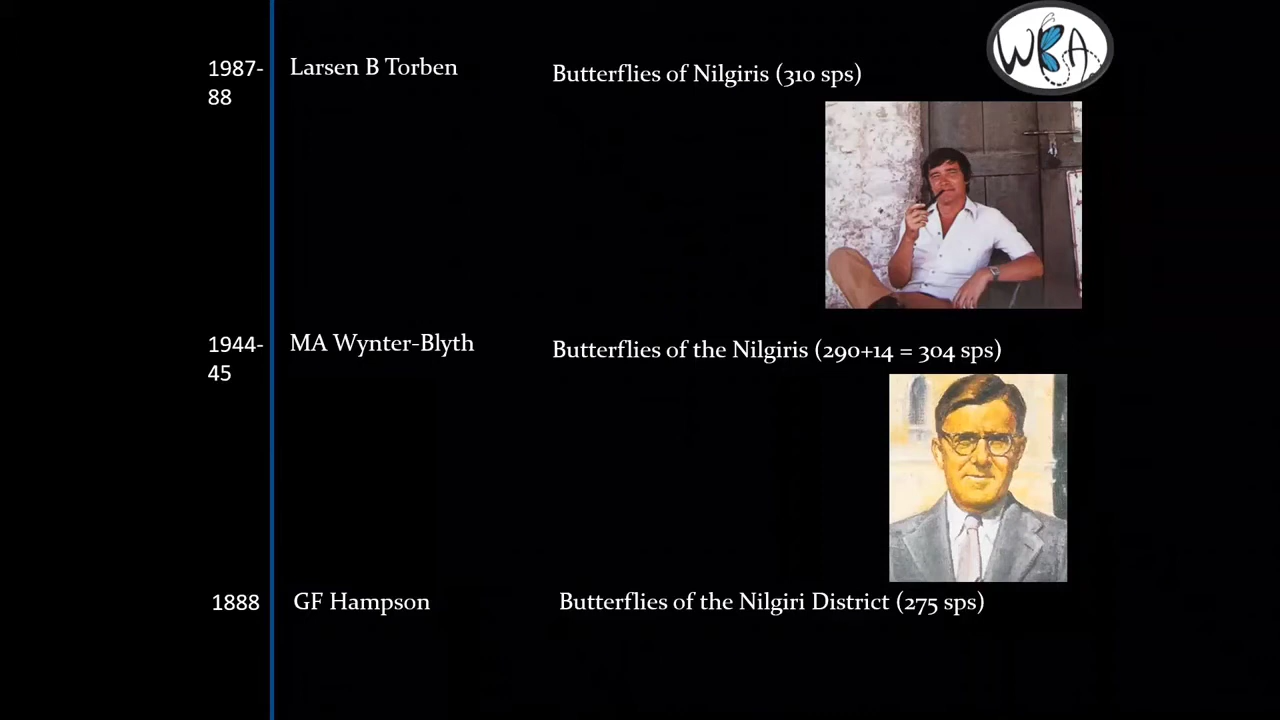 WBA
1987-
88
Larsen B Torben
Butterflies of Nilgiris (310 sps)
1944-
45
MA Wynter-Blyth
Butterflies of the Nilgiris (290+14 = 304 sps)
1888
GF Hampson
Butterflies of the Nilgiri District (275 sps)